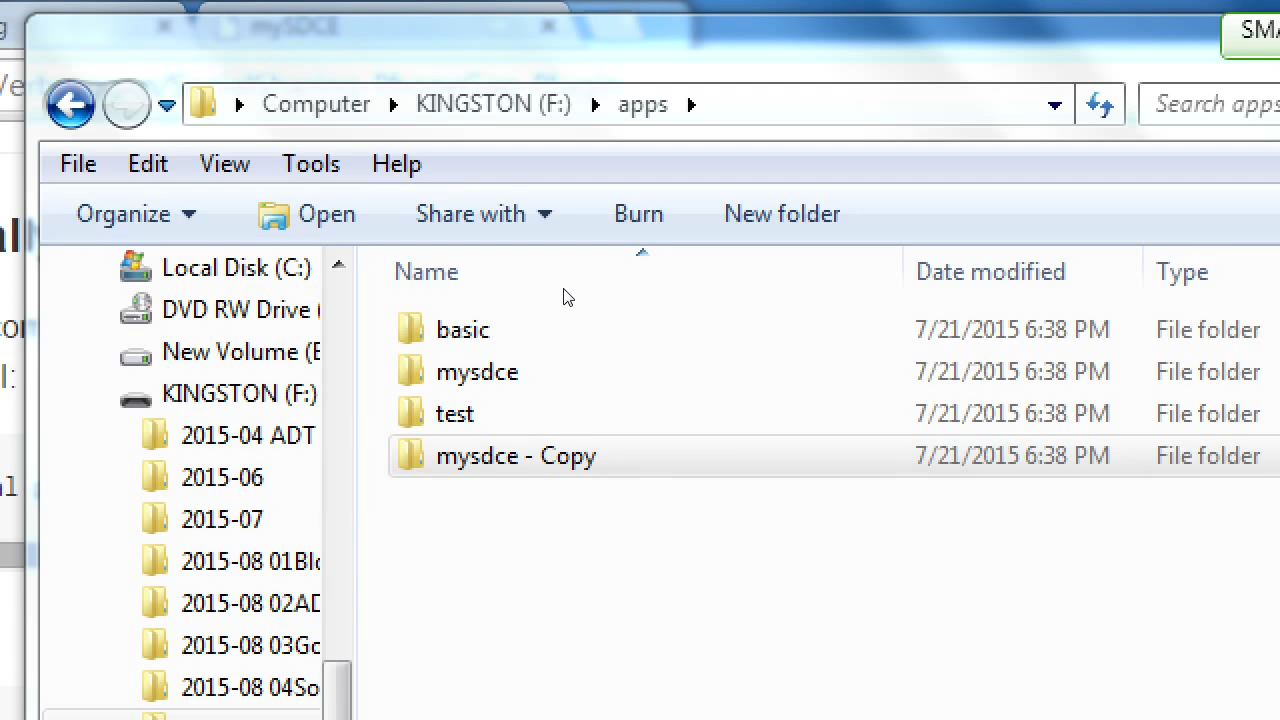 mySDCE
SMA
Computer KINGSTON (F:) apps
Search apps
File Edit View Tools Help
Organize Open Share with Burn New folder
Local Disk (C:)
DVD RW Drive (
New Volume (E
KINGSTON (F:)
2015-04 ADT
2015-06
2015-07
2015-08 01Blo
2015-08 02AD
2015-08 03Go
2015-08 04So
Name Date modified Type
basic 7/21/2015 6:38 PM File folder
mysdce 7/21/2015 6:38 PM File folder
test 7/21/2015 6:38 PM File folder
mysdce - Copy 7/21/2015 6:38 PM File folder